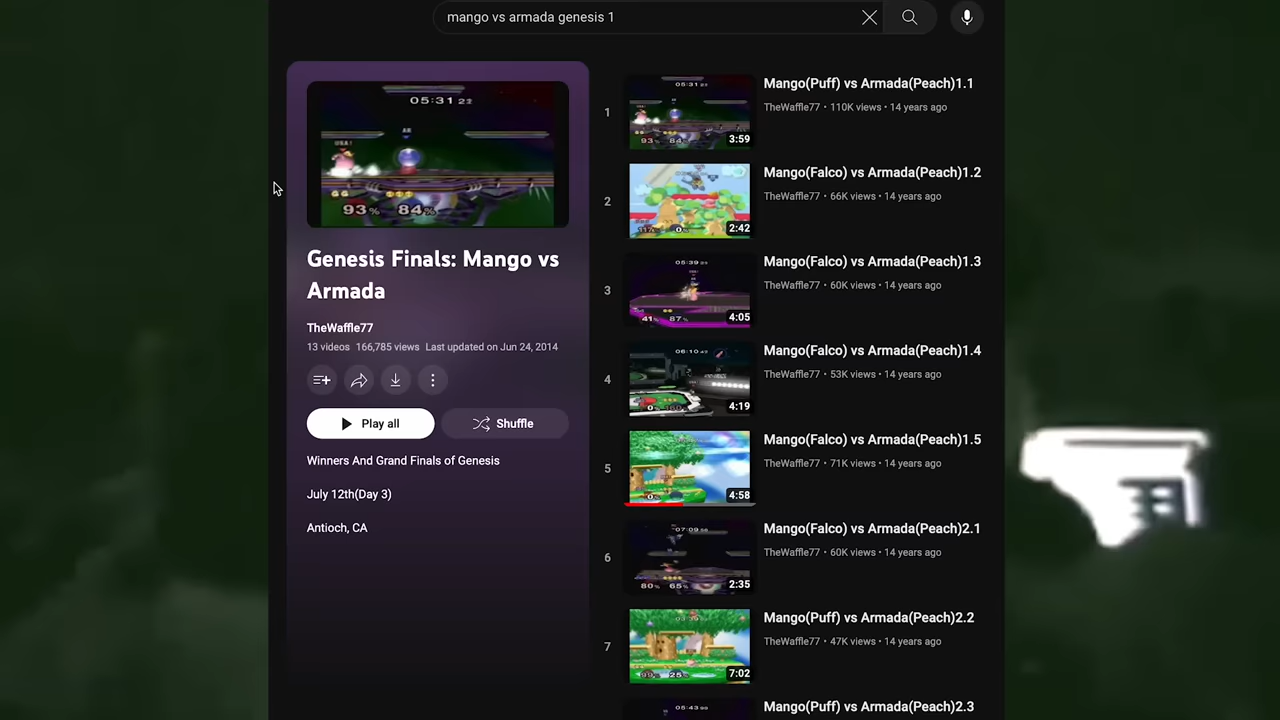 mango vs armada genesis 1
Genesis Finals: Mango vs
Armada
TheWaffle77
13 videos 166,785 views Last updated on Jun 24, 2014
Play all
Shuffle
Winners And Grand Finals of Genesis
July 12th(Day 3)
Antioch, CA
05:31
93% 84%
1
3:59
Mango(Puff) vs Armada(Peach)1.1
TheWaffle77 • 110K views • 14 years ago
2
2:42
Mango(Falco) vs Armada(Peach)1.2
TheWaffle77 • 66K views • 14 years ago
3
4:05
Mango(Falco) vs Armada(Peach)1.3
TheWaffle77 • 60K views • 14 years ago
4
4:19
Mango(Falco) vs Armada(Peach)1.4
TheWaffle77 • 53K views • 14 years ago
5
4:58
Mango(Falco) vs Armada(Peach)1.5
TheWaffle77 • 71K views • 14 years ago
6
2:35
Mango(Falco) vs Armada(Peach)2.1
TheWaffle77 • 60K views • 14 years ago
7
7:02
Mango(Puff) vs Armada(Peach)2.2
TheWaffle77 • 47K views • 14 years ago
Mango(Puff) vs Armada(Peach)2.3